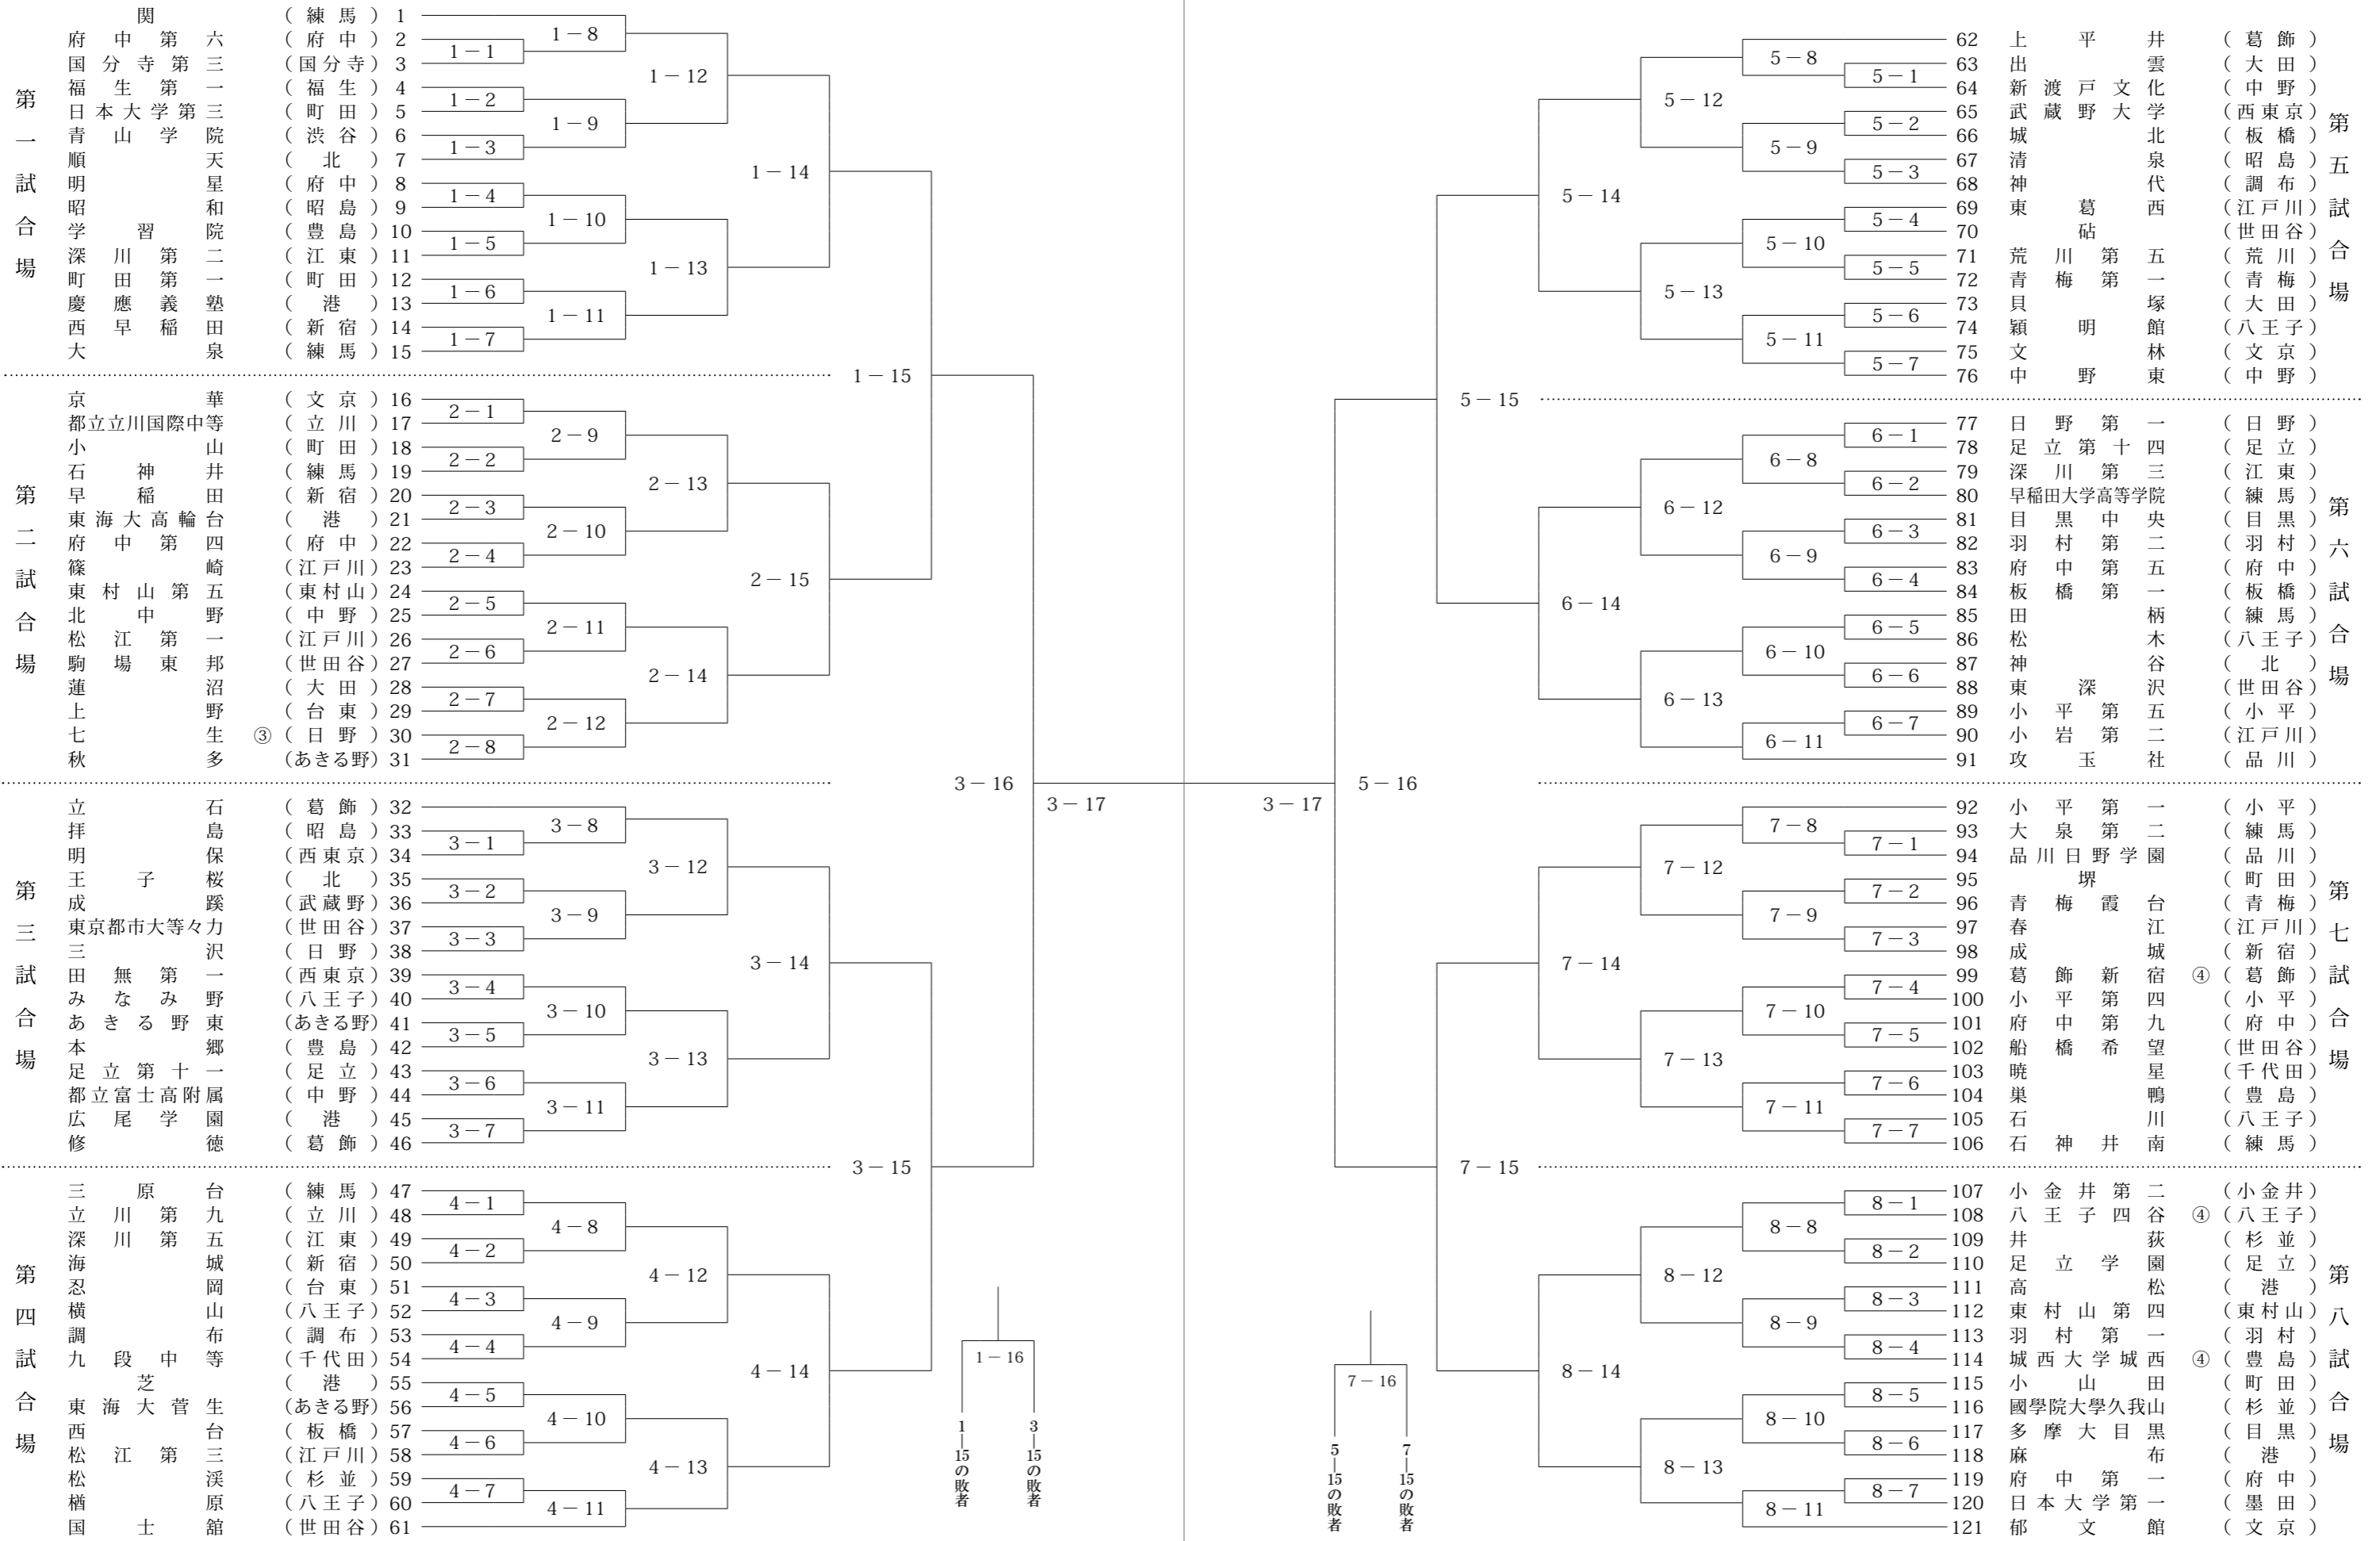 第一試合場
関 (練馬) 1
府中第六 (府中) 2
国分寺第三 (国分寺) 3
福生第一 (福生) 4
日本大学第三 (町田) 5
青山学院 (渋谷) 6
順天 (北) 7
明星 (府中) 8
昭和 (昭島) 9
学習院 (豊島) 10
深川第二 (江東) 11
町田第一 (町田) 12
慶應義塾 (港) 13
西早稲田 (新宿) 14
大泉 (練馬) 15
1－1
1－2
1－3
1－4
1－5
1－6
1－7
1－8
1－9
1－10
1－11
1－12
1－13
1－14
1－15
第二試合場
京華 (文京) 16
都立立川国際中等 (立川) 17
小山 (町田) 18
石神井 (練馬) 19
早稲田 (新宿) 20
東海大高輪台 (港) 21
府中第四 (府中) 22
篠崎 (江戸川) 23
東村山第五 (東村山) 24
北中野 (中野) 25
松江第一 (江戸川) 26
駒場東邦 (世田谷) 27
蓮沼 (大田) 28
上野 (台東) 29
七生 ③ (日野) 30
秋多 (あきる野) 31
2－1
2－2
2－3
2－4
2－5
2－6
2－7
2－8
2－9
2－10
2－11
2－12
2－13
2－14
2－15
第三試合場
立石 (葛飾) 32
拝島 (昭島) 33
明保 (西東京) 34
王子桜 (北) 35
成蹊 (武蔵野) 36
東京都市大等々力 (世田谷) 37
三沢 (日野) 38
田無第一 (西東京) 39
みなみ野 (八王子) 40
あきる野東 (あきる野) 41
本郷 (豊島) 42
足立第十一 (足立) 43
都立富士高附属 (中野) 44
広尾学園 (港) 45
修徳 (葛飾) 46
3－1
3－2
3－3
3－4
3－5
3－6
3－7
3－8
3－9
3－10
3－11
3－12
3－13
3－14
3－15
3－16
3－17
第四試合場
三原台 (練馬) 47
立川第九 (立川) 48
深川第五 (江東) 49
海城 (新宿) 50
忍岡 (台東) 51
横山 (八王子) 52
調布 (調布) 53
九段中等 (千代田) 54
芝 (港) 55
東海大菅生 (あきる野) 56
西台 (板橋) 57
松江第三 (江戸川) 58
松渓 (杉並) 59
楢原 (八王子) 60
国士舘 (世田谷) 61
4－1
4－2
4－3
4－4
4－5
4－6
4－7
4－8
4－9
4－10
4－11
4－12
4－13
4－14
1－16
1－15の敗者
3－15の敗者
第五試合場
62 上平井 (葛飾)
63 出雲 (大田)
64 新渡戸文化 (中野)
65 武蔵野大学 (西東京)
66 城北 (板橋)
67 清泉 (昭島)
68 神代 (調布)
69 東葛西 (江戸川)
70 砧 (世田谷)
71 荒川第五 (荒川)
72 青梅第一 (青梅)
73 貝塚 (大田)
74 穎明館 (八王子)
75 文林 (文京)
76 中野東 (中野)
5－1
5－2
5－3
5－4
5－5
5－6
5－7
5－8
5－9
5－10
5－11
5－12
5－13
5－14
5－15
5－16
3－17
第六試合場
77 日野第一 (日野)
78 足立第十四 (足立)
79 深川第三 (江東)
80 早稲田大学高等学院 (練馬)
81 目黒中央 (目黒)
82 羽村第二 (羽村)
83 府中第五 (府中)
84 板橋第一 (板橋)
85 田柄 (練馬)
86 松木 (八王子)
87 神谷 (北)
88 東深沢 (世田谷)
89 小平第五 (小平)
90 小岩第二 (江戸川)
91 攻玉社 (品川)
6－1
6－2
6－3
6－4
6－5
6－6
6－7
6－8
6－9
6－10
6－11
6－12
6－13
6－14
第七試合場
92 小平第一 (小平)
93 大泉第二 (練馬)
94 品川日野学園 (品川)
95 堺 (町田)
96 青梅霞台 (青梅)
97 春江 (江戸川)
98 成城 (新宿)
99 葛飾新宿 ④ (葛飾)
100 小平第四 (小平)
101 府中第九 (府中)
102 船橋希望 (世田谷)
103 暁星 (千代田)
104 巣鴨 (豊島)
105 石川 (八王子)
106 石神井南 (練馬)
7－1
7－2
7－3
7－4
7－5
7－6
7－7
7－8
7－9
7－10
7－11
7－12
7－13
7－14
7－15
第八試合場
107 小金井第二 (小金井)
108 八王子四谷 ④ (八王子)
109 井荻 (杉並)
110 足立学園 (足立)
111 高松 (港)
112 東村山第四 (東村山)
113 羽村第一 (羽村)
114 城西大学城西 ④ (豊島)
115 小山田 (町田)
116 國學院大學久我山 (杉並)
117 多摩大目黒 (目黒)
118 麻布 (港)
119 府中第一 (府中)
120 日本大学第一 (墨田)
121 郁文館 (文京)
8－1
8－2
8－3
8－4
8－5
8－6
8－7
8－8
8－9
8－10
8－11
8－12
8－13
8－14
7－16
5－15の敗者
7－15の敗者